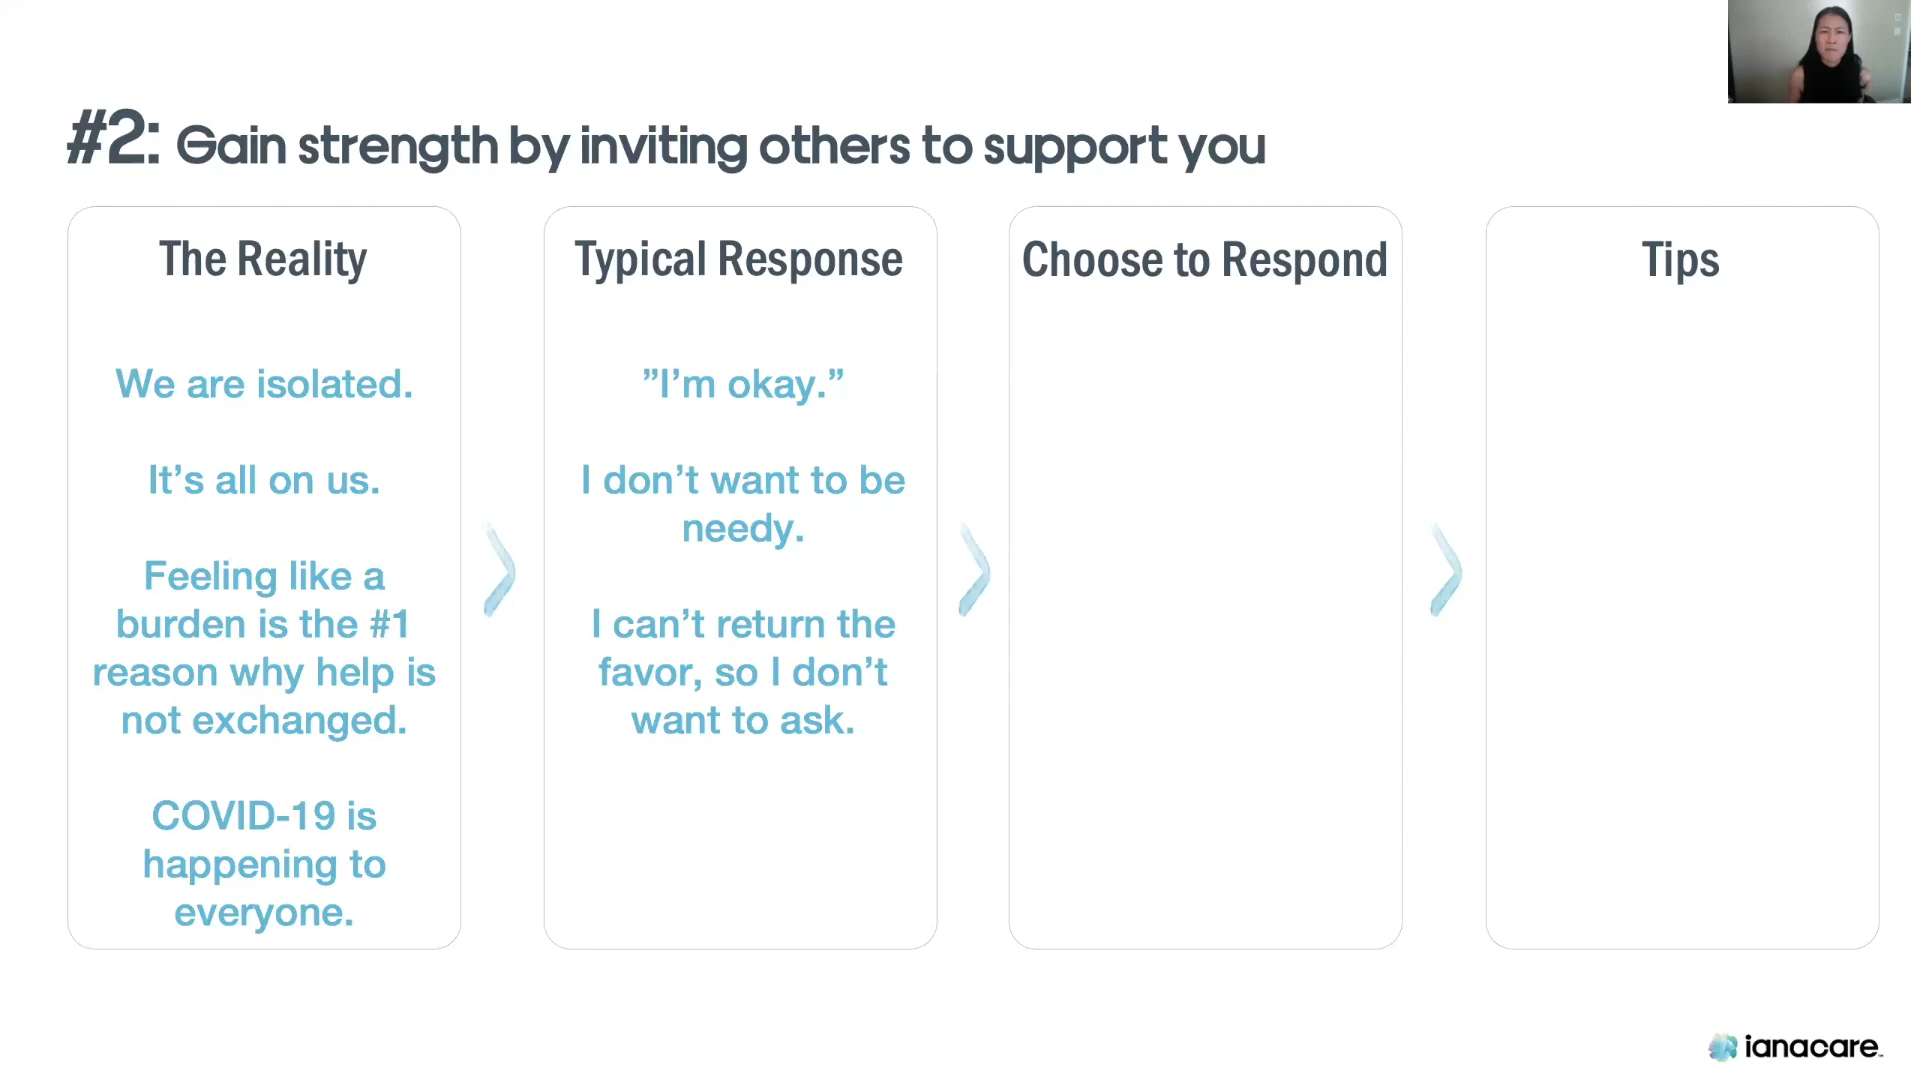 #2: Gain strength by inviting others to support you
The Reality
We are isolated.
It's all on us.
Feeling like a
burden is the #1
reason why help is
not exchanged.
COVID-19 is
happening to
everyone.
Typical Response
”I’m okay.”
I don’t want to be
needy.
I can’t return the
favor, so I don’t
want to ask.
Choose to Respond
Tips
ianacare